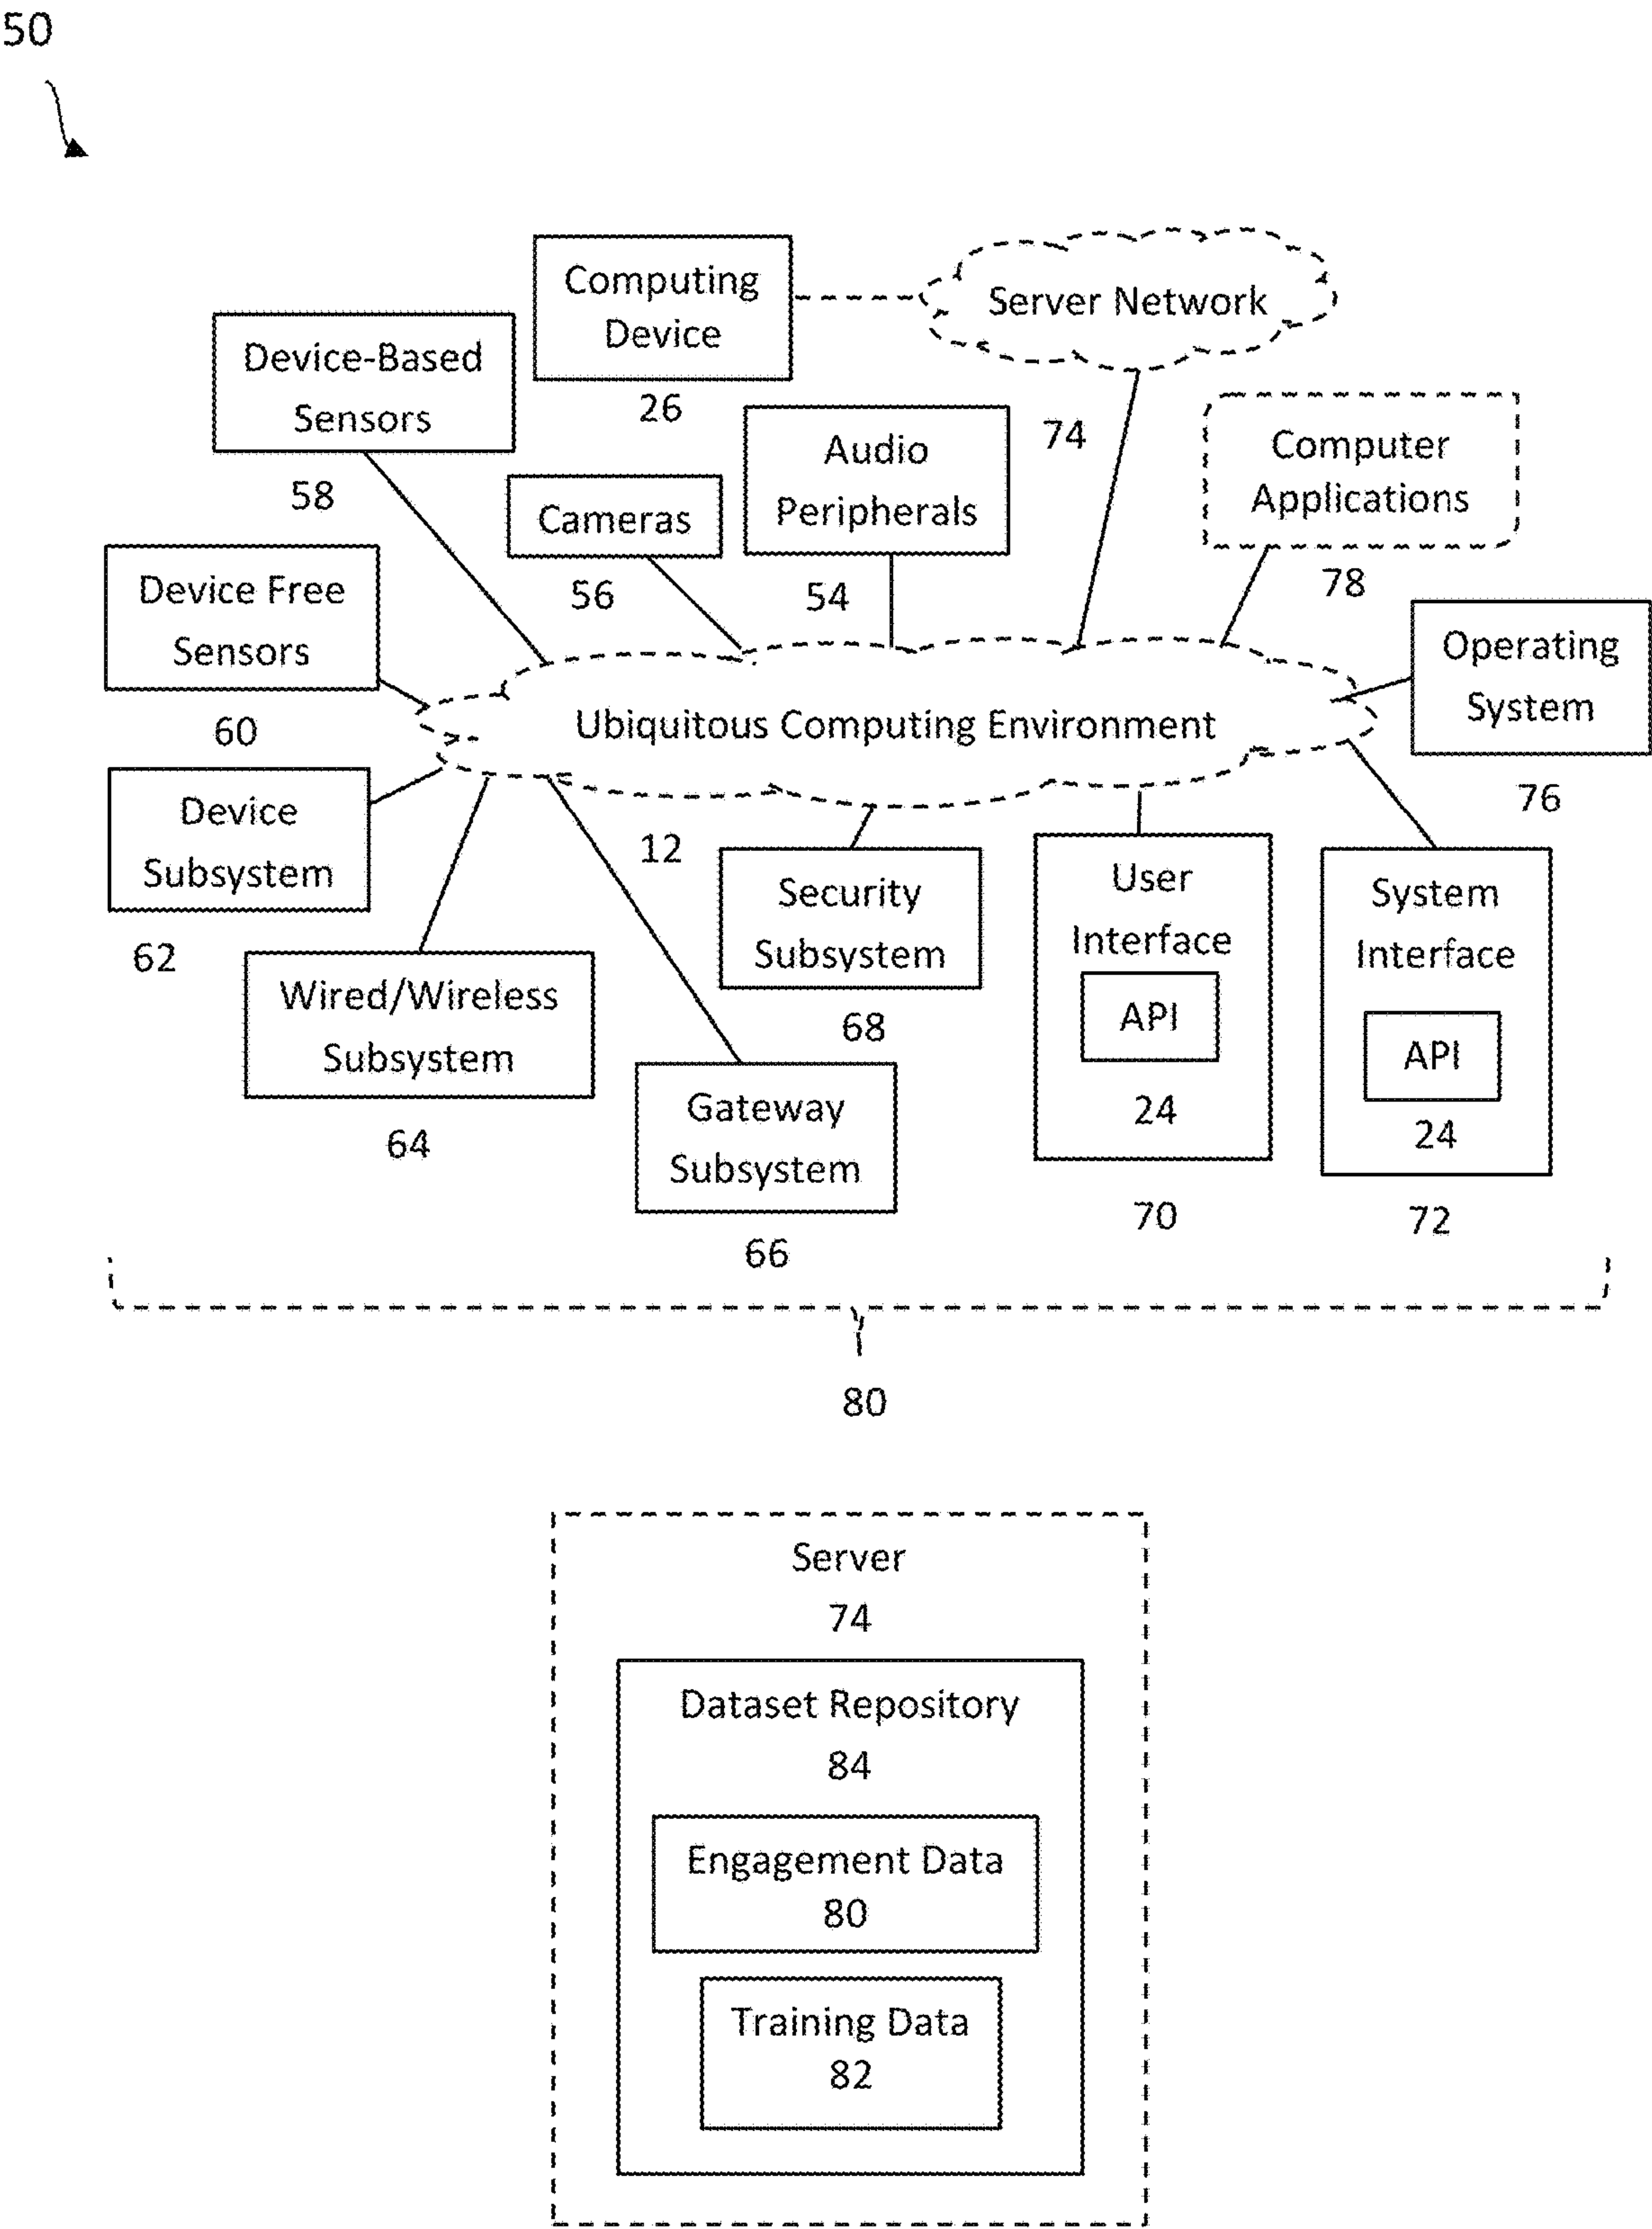 50
Computing
Device
26
Server Network
74
Device-Based
Sensors
58
Cameras
56
Audio
Peripherals
54
Computer
Applications
78
Device Free
Sensors
60
Ubiquitous Computing Environment
12
Operating
System
76
Device
Subsystem
62
Wired/Wireless
Subsystem
64
Gateway
Subsystem
66
Security
Subsystem
68
User
Interface
API
24
70
System
Interface
API
24
72
80
Server
74
Dataset Repository
84
Engagement Data
80
Training Data
82